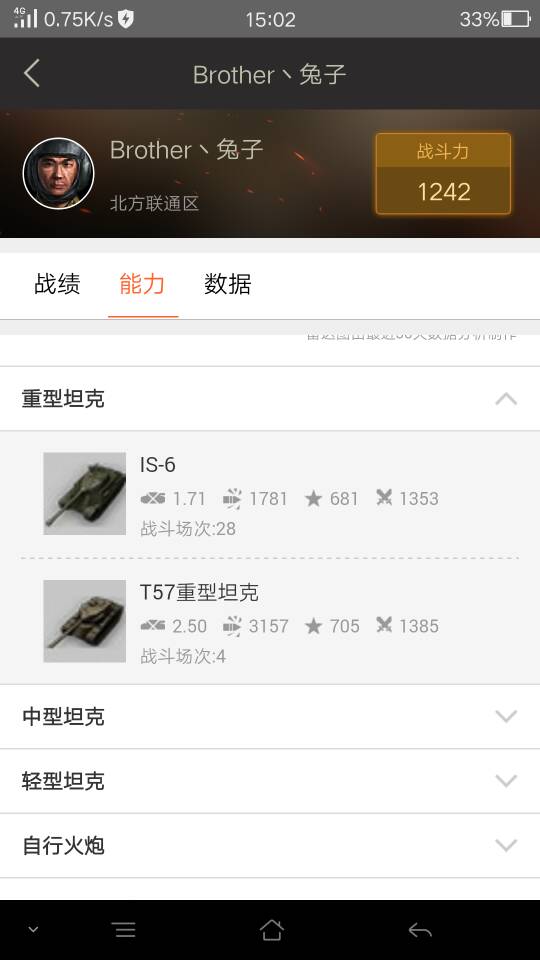 4G 0.75K/s 15:02 33%
Brother丶兔子
Brother丶兔子
北方联通区
战斗力
1242
战绩 能力 数据
重型坦克
IS-6
1.71 1781 681 1353
战斗场次:28
T57重型坦克
2.50 3157 705 1385
战斗场次:4
中型坦克
轻型坦克
自行火炮